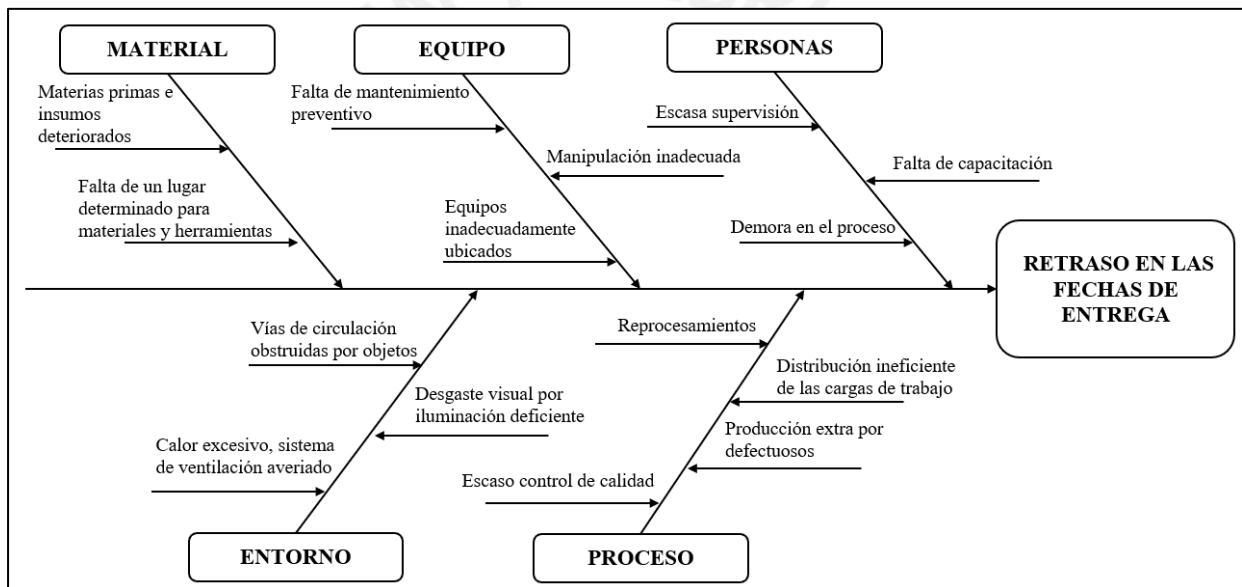 MATERIAL
EQUIPO
PERSONAS
Materias primas e
insumos
deteriorados
Falta de un lugar
determinado para
materiales y herramientas
Falta de mantenimiento
preventivo
Manipulación inadecuada
Equipos
inadecuadamente
ubicados
Escasa supervisión
Falta de capacitación
Demora en el proceso
RETRASO EN LAS
FECHAS DE
ENTREGA
Vías de circulación
obstruidas por objetos
Desgaste visual por
iluminación deficiente
Calor excesivo, sistema
de ventilación averiado
Reprocesamientos
Distribución ineficiente
de las cargas de trabajo
Producción extra por
defectuosos
Escaso control de calidad
ENTORNO
PROCESO